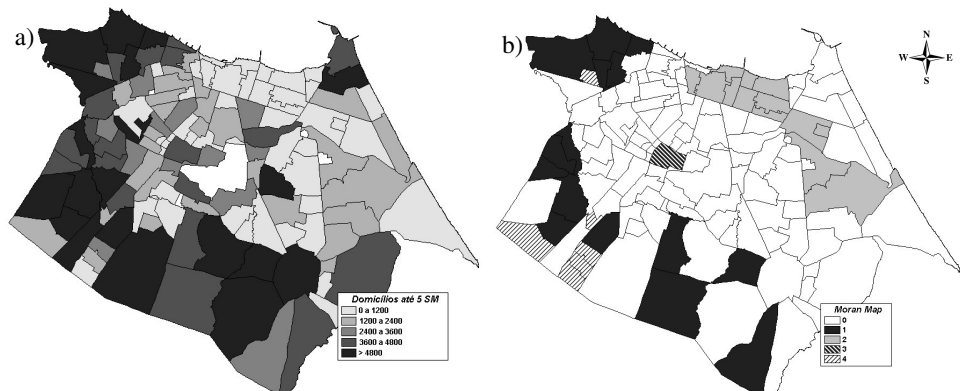 a)
Domicílios até 5 SM
0 a 1200
1200 a 2400
2400 a 3600
3600 a 4800
> 4800
b)
N
W E
S
Moran Map
0
1
2
3
4